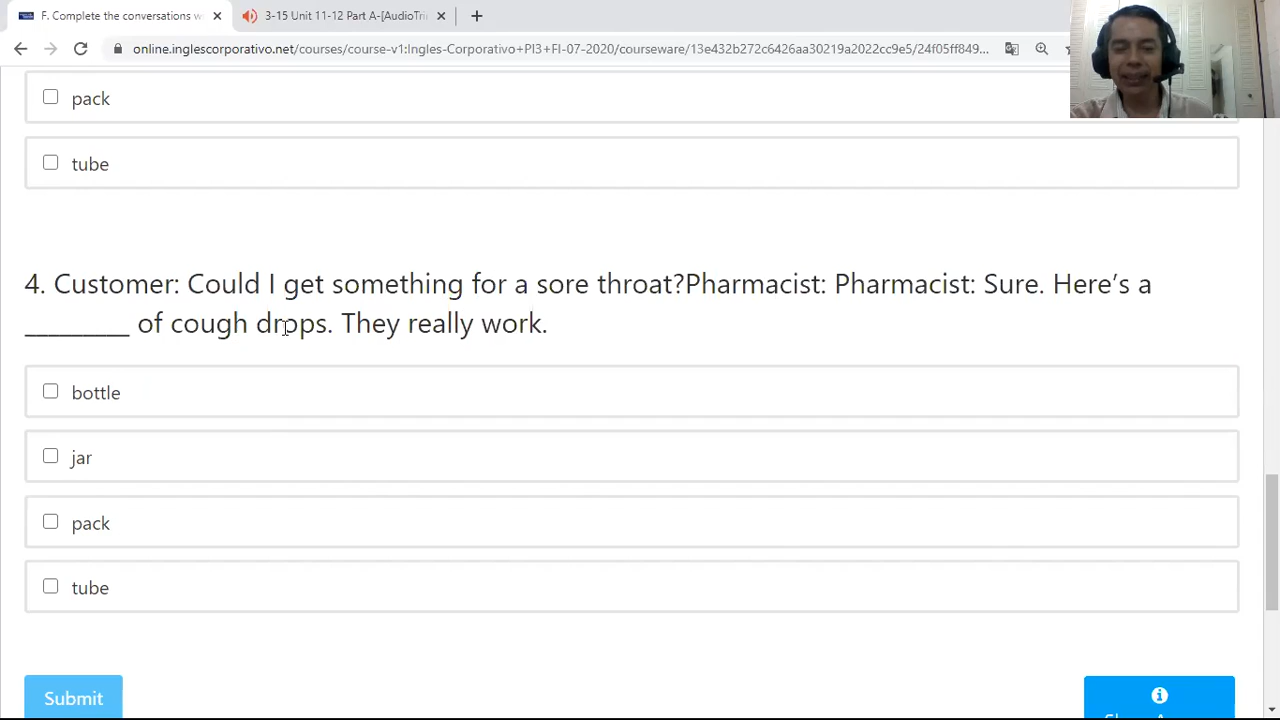 F. Complete the conversations w
3-15 Unit 11-12 Part A-[AudioTri
online.inglescorporativo.net/courses/course-v1:Ingles-Corporativo+PI3+FI-07-2020/courseware/13e432b272c6426aa30219a2022cc9e5/24f05ff849...
pack
tube
4. Customer: Could I get something for a sore throat?Pharmacist: Pharmacist: Sure. Here’s a
_________ of cough drops. They really work.
bottle
jar
pack
tube
Submit